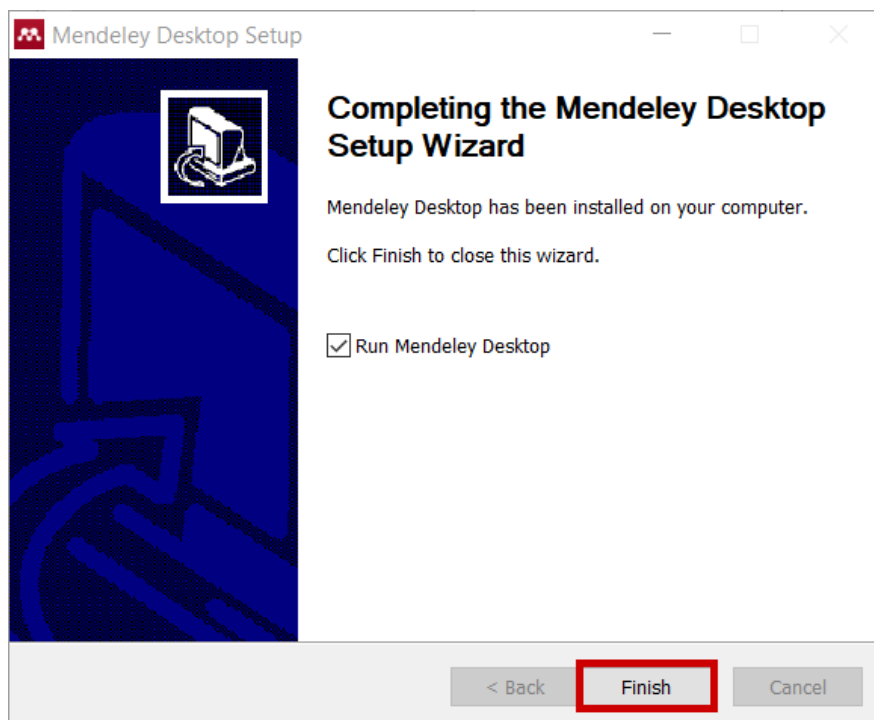 Mendeley Desktop Setup
Completing the Mendeley Desktop
Setup Wizard
Mendeley Desktop has been installed on your computer.
Click Finish to close this wizard.
Run Mendeley Desktop
< Back
Finish
Cancel